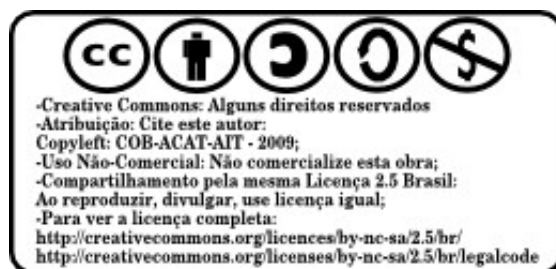 cc
-Creative Commons: Alguns direitos reservados
-Atribuição: Cite este autor:
Copyleft: COB-ACAT-AIT - 2009;
-Uso Não-Comercial: Não comercialize esta obra;
-Compartilhamento pela mesma Licença 2.5 Brasil:
Ao reproduzir, divulgar, use licença igual;
-Para ver a licença completa:
http://creativecommons.org/licences/by-nc-sa/2.5/br/
http://creativecommons.org/licenses/by-nc-sa/2.5/br/legalcode